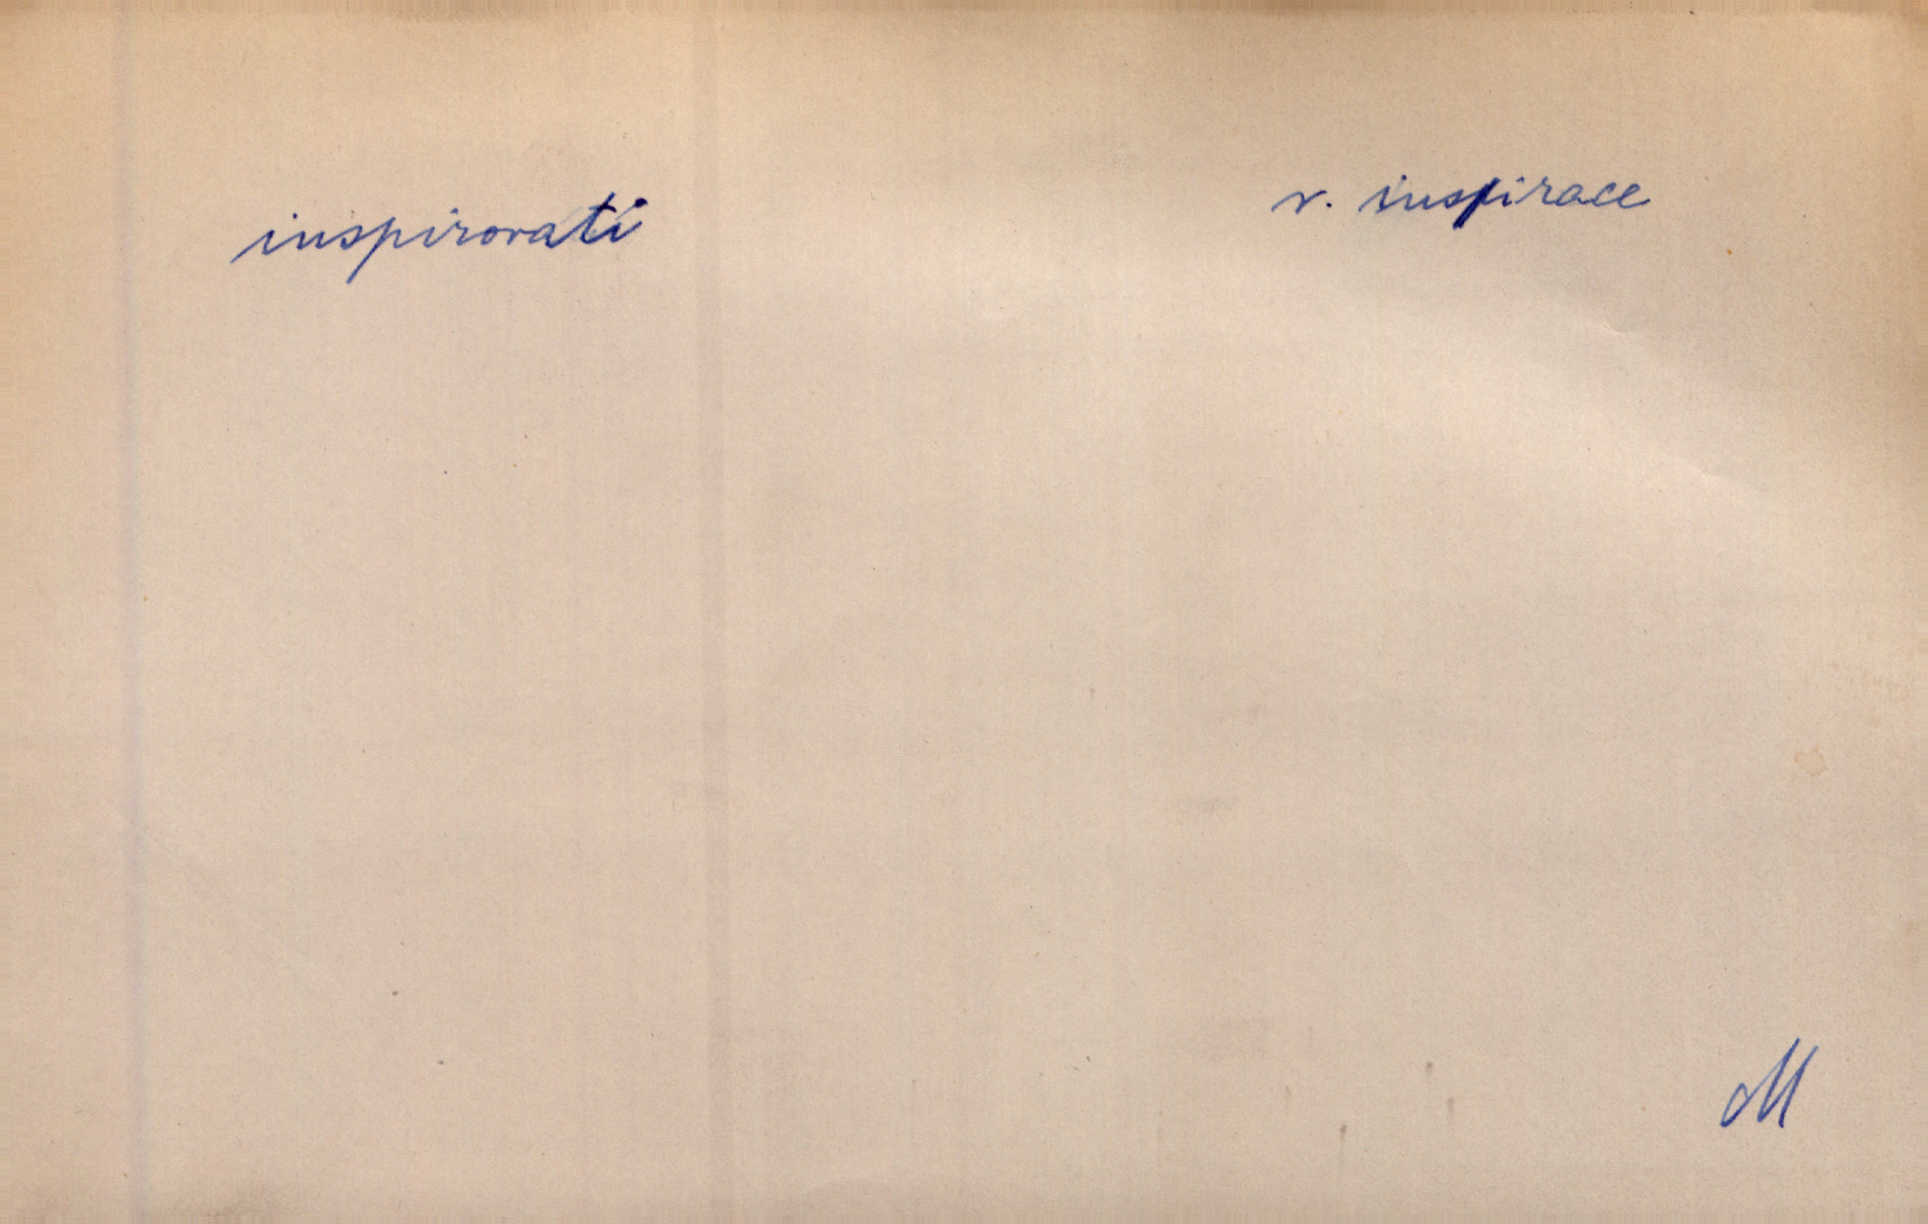 inspirovati
v. inspirace
M